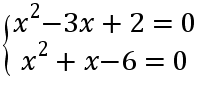 x²−3x + 2 = 0
x² + x−6 = 0